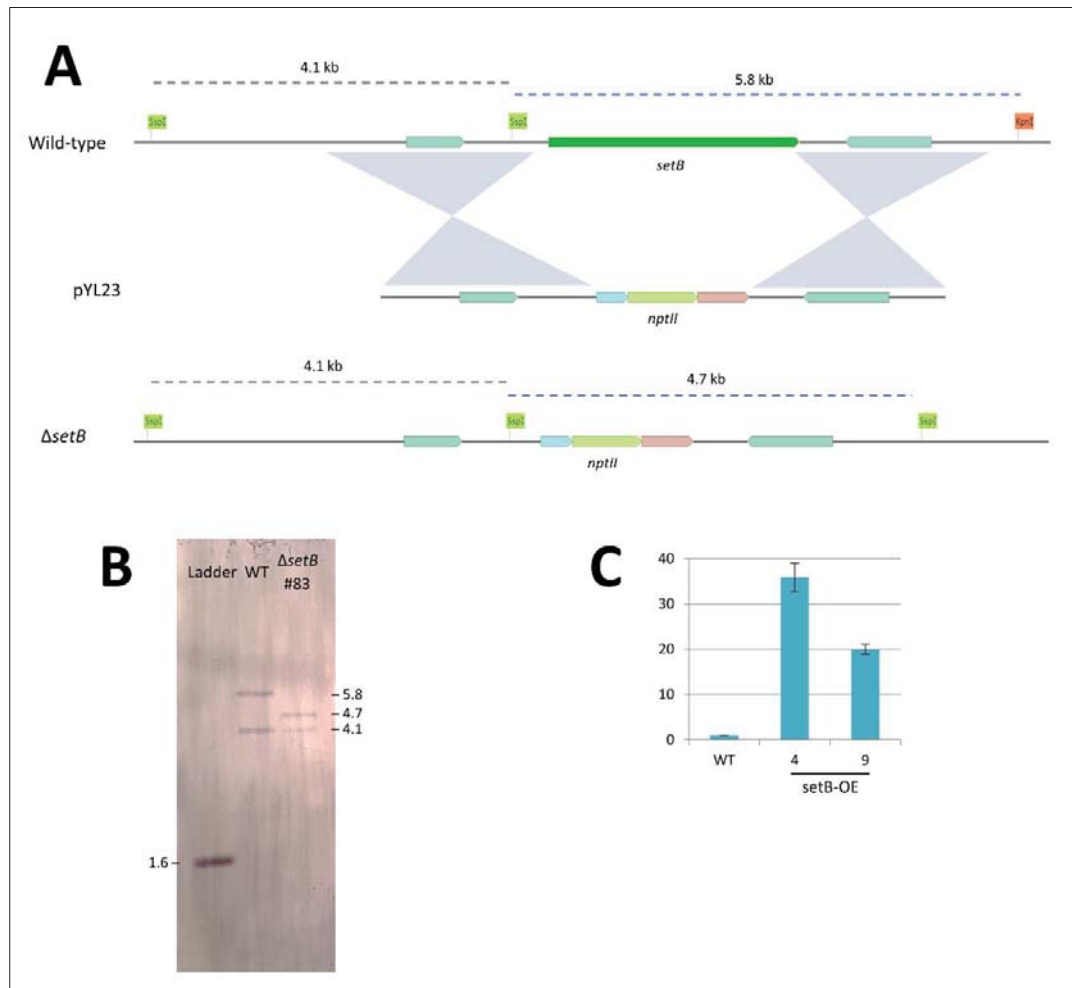 A
4.1 kb
5.8 kb
SspI
SspI
KpnI
Wild-type
setB
pYL23
nptII
4.1 kb
4.7 kb
SspI
SspI
SspI
ΔsetB
nptII
B
Ladder
WT
ΔsetB
#83
5.8
4.7
4.1
1.6
C
40
30
20
10
0
WT
4
9
setB-OE